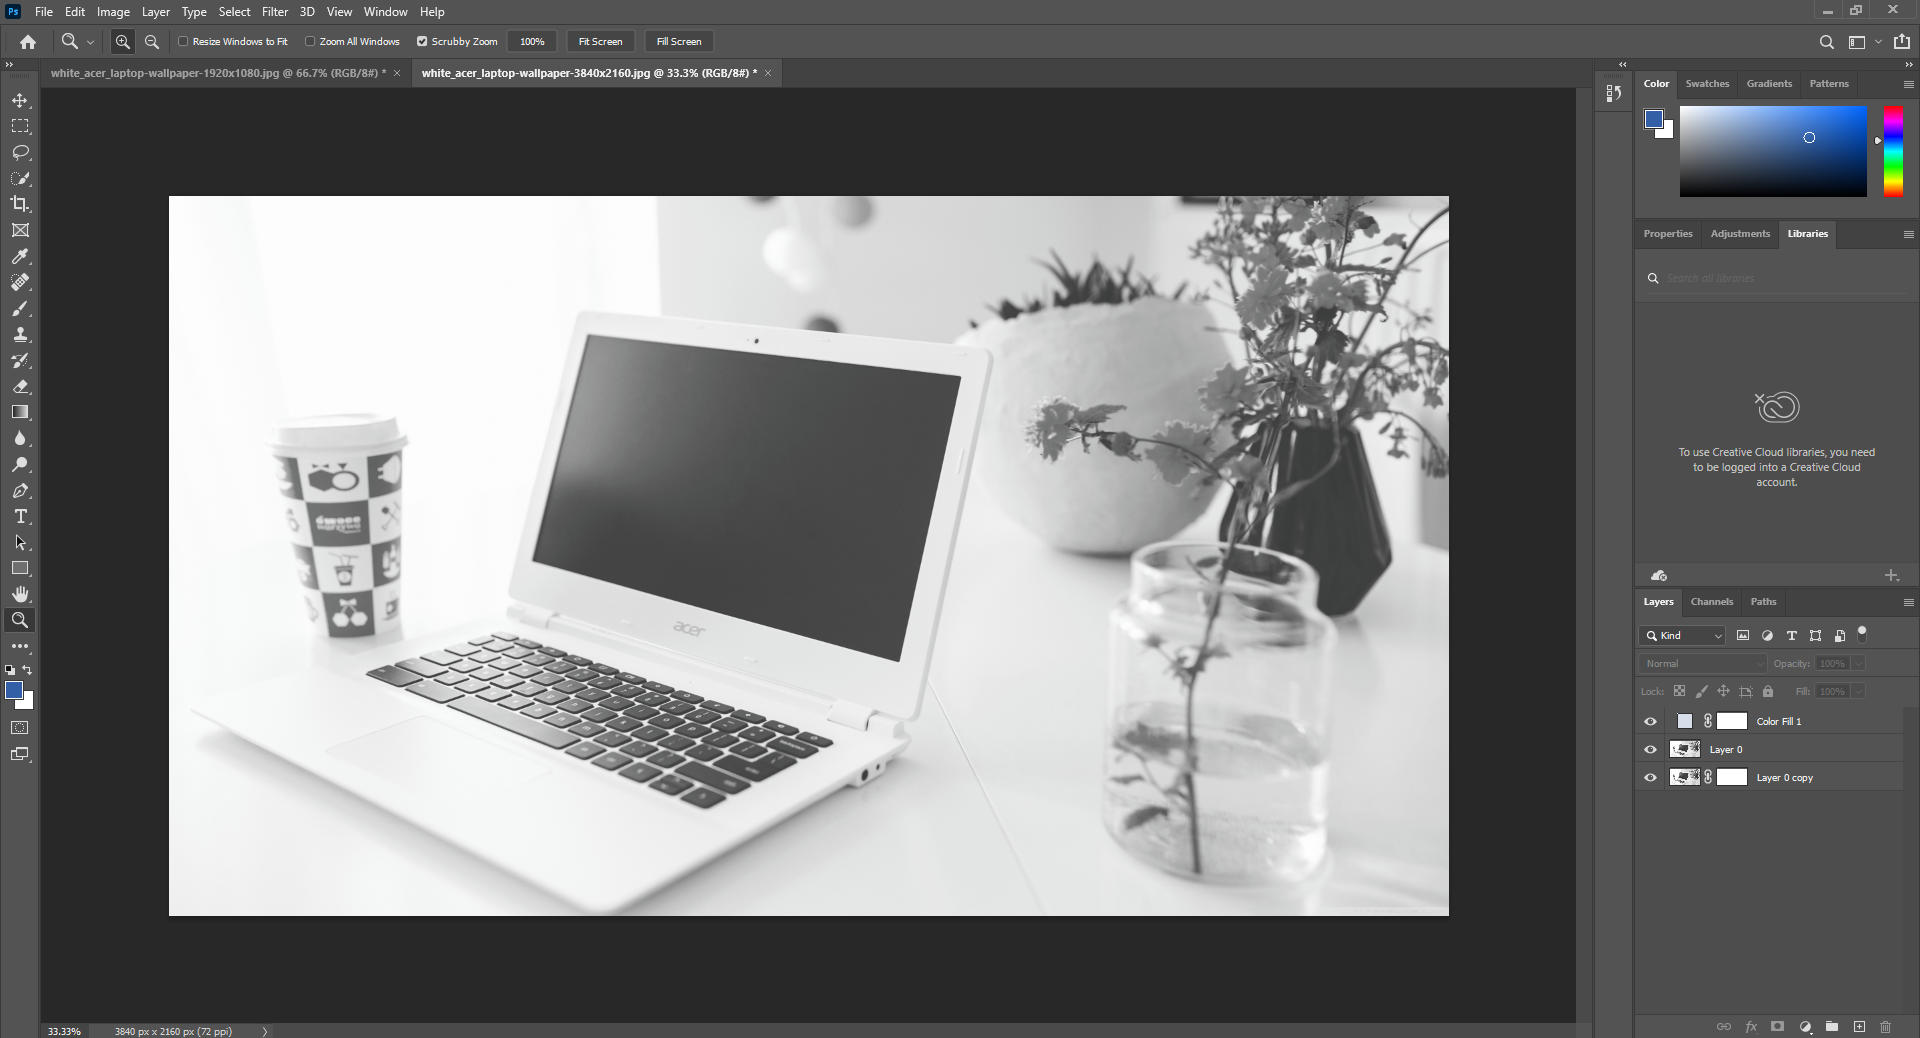 Ps File Edit Image Layer Type Select Filter 3D View Window Help
Resize Windows to Fit Zoom All Windows Scrubby Zoom 100% Fit Screen Fill Screen
white_acer_laptop-wallpaper-1920x1080.jpg @ 66.7% (RGB/8#) * × white_acer_laptop-wallpaper-3840x2160.jpg @ 33.3% (RGB/8#) * ×
Color Swatches Gradients Patterns
Properties Adjustments Libraries
Search all libraries
To use Creative Cloud libraries, you need
to be logged into a Creative Cloud
account.
acer
Layers Channels Paths
Kind
Normal Opacity: 100%
Lock: Fill: 100%
Color Fill 1
Layer 0
Layer 0 copy
33.33% 3840 px x 2160 px (72 ppi)